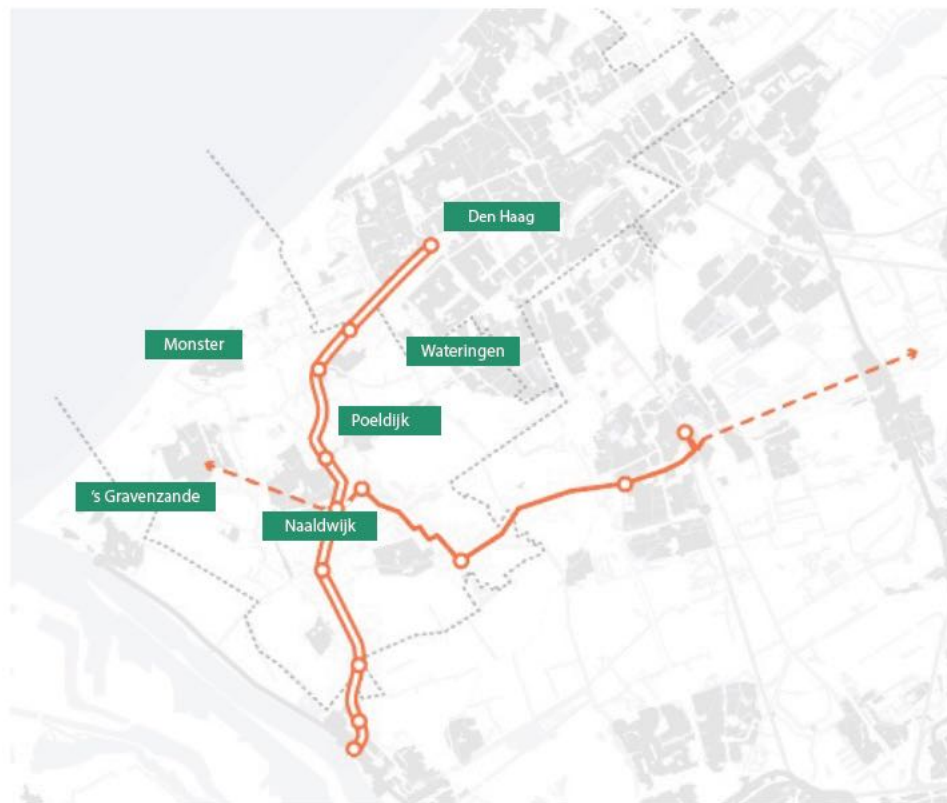 Den Haag
Monster
Wateringen
Poeldijk
‘s Gravenzande
Naaldwijk